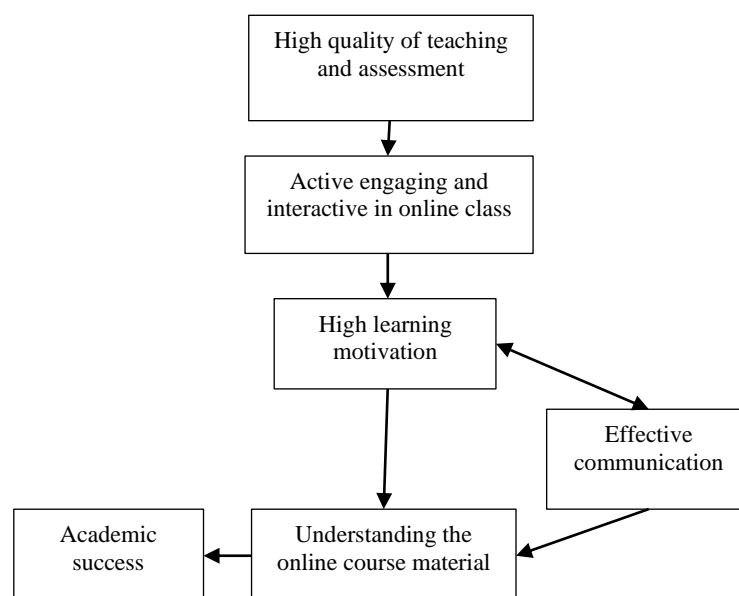 High quality of teaching
and assessment
Active engaging and
interactive in online class
High learning
motivation
Effective
communication
Understanding the
online course material
Academic
success